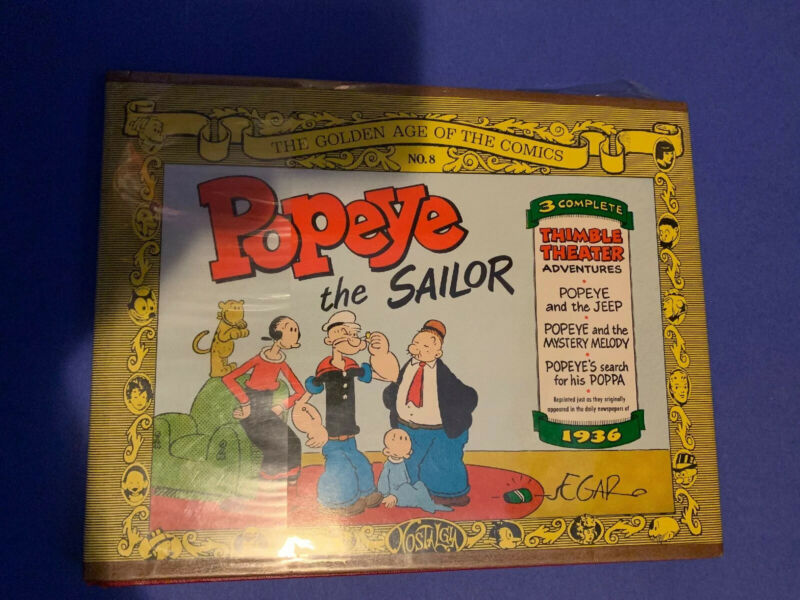 THE GOLDEN AGE OF THE COMICS
NO. 8
Popeye
the SAILOR
3 COMPLETE
THIMBLE
THEATER
ADVENTURES
POPEYE
and the JEEP
POPEYE and the
MYSTERY MELODY
POPEYE'S search
for his POPPA
Reprinted just as they originally
appeared in the daily newspapers of
1936
SEGAR
NOSTALGIA